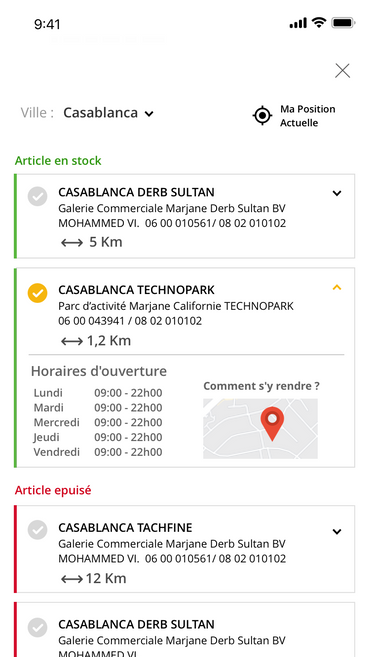 9:41
Ville : Casablanca
Ma Position
Actuelle
Article en stock
CASABLANCA DERB SULTAN
Galerie Commerciale Marjane Derb Sultan BV
MOHAMMED VI. 06 00 010561/ 08 02 010102
5 Km
CASABLANCA TECHNOPARK
Parc d'activité Marjane Californie TECHNOPARK
06 00 043941 / 08 02 010102
1,2 Km
Horaires d'ouverture
Lundi 09:00 - 22h00
Mardi 09:00 - 22h00
Mercredi 09:00 - 22h00
Jeudi 09:00 - 22h00
Vendredi 09:00 - 22h00
Comment s'y rendre ?
Article epuisé
CASABLANCA TACHFINE
Galerie Commerciale Marjane Derb Sultan BV
MOHAMMED VI. 06 00 010561/ 08 02 010102
12 Km
CASABLANCA DERB SULTAN
Galerie Commerciale Marjane Derb Sultan BV
MOHAMMED VI.